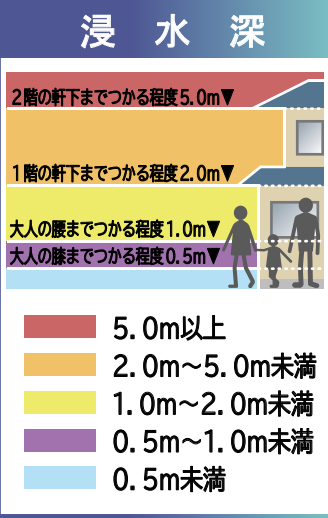 浸水深
2階の軒下までつかる程度5.0m▼
1階の軒下までつかる程度2.0m▼
大人の腰までつかる程度1.0m▼
大人の膝までつかる程度0.5m▼
5.0m以上
2.0m～5.0m未満
1.0m～2.0m未満
0.5m～1.0m未満
0.5m未満